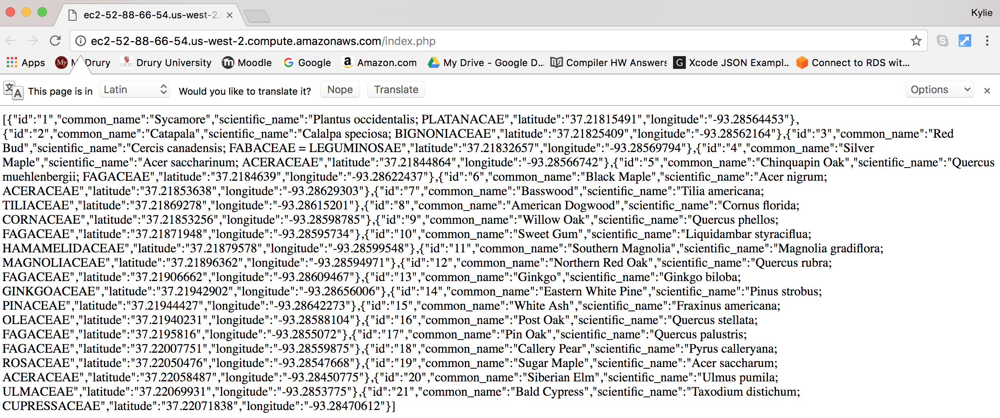 ec2-52-88-66-54.us-west-2.c
Kylie
ec2-52-88-66-54.us-west-2.compute.amazonaws.com/index.php
Apps My Drury Drury University Moodle Google Amazon.com My Drive - Google D... Compiler HW Answers Xcode JSON Exampl... Connect to RDS wit...
This page is in Latin Would you like to translate it? Nope Translate Options
[{"id":"1","common_name":"Sycamore","scientific_name":"Plantus occidentalis; PLATANACAE","latitude":"37.21815491","longitude":"-93.28564453"},
{"id":"2","common_name":"Catapala","scientific_name":"Calalpa speciosa; BIGNONIACEAE","latitude":"37.21825409","longitude":"-93.28562164"},{"id":"3","common_name":"Red
Bud","scientific_name":"Cercis canadensis; FABACEAE = LEGUMINOSAE","latitude":"37.21832657","longitude":"-93.28569794"},{"id":"4","common_name":"Silver
Maple","scientific_name":"Acer saccharinum; ACERACEAE","latitude":"37.21844864","longitude":"-93.28566742"},{"id":"5","common_name":"Chinquapin Oak","scientific_name":"Quercus
muehlenbergii; FAGACEAE","latitude":"37.2184639","longitude":"-93.28622437"},{"id":"6","common_name":"Black Maple","scientific_name":"Acer nigrum;
ACERACEAE","latitude":"37.21853638","longitude":"-93.28629303"},{"id":"7","common_name":"Basswood","scientific_name":"Tilia americana;
TILIACEAE","latitude":"37.21869278","longitude":"-93.28615201"},{"id":"8","common_name":"American Dogwood","scientific_name":"Cornus florida;
CORNACEAE","latitude":"37.21853256","longitude":"-93.28598785"},{"id":"9","common_name":"Willow Oak","scientific_name":"Quercus phellos;
FAGACEAE","latitude":"37.21871948","longitude":"-93.28595734"},{"id":"10","common_name":"Sweet Gum","scientific_name":"Liquidambar styraciflua;
HAMAMELIDACEAE","latitude":"37.21879578","longitude":"-93.28599548"},{"id":"11","common_name":"Southern Magnolia","scientific_name":"Magnolia gradiflora;
MAGNOLIACEAE","latitude":"37.21896362","longitude":"-93.28594971"},{"id":"12","common_name":"Northern Red Oak","scientific_name":"Quercus rubra;
FAGACEAE","latitude":"37.21906662","longitude":"-93.28609467"},{"id":"13","common_name":"Ginkgo","scientific_name":"Ginkgo biloba;
GINKGOACEAE","latitude":"37.21942902","longitude":"-93.28656006"},{"id":"14","common_name":"Eastern White Pine","scientific_name":"Pinus strobus;
PINACEAE","latitude":"37.21944427","longitude":"-93.28642273"},{"id":"15","common_name":"White Ash","scientific_name":"Fraxinus americana;
OLEACEAE","latitude":"37.21940231","longitude":"-93.28588104"},{"id":"16","common_name":"Post Oak","scientific_name":"Quercus stellata;
FAGACEAE","latitude":"37.2195816","longitude":"-93.2855072"},{"id":"17","common_name":"Pin Oak","scientific_name":"Quercus palustris;
FAGACEAE","latitude":"37.22007751","longitude":"-93.28559875"},{"id":"18","common_name":"Callery Pear","scientific_name":"Pyrus calleryana;
ROSACEAE","latitude":"37.22050476","longitude":"-93.28547668"},{"id":"19","common_name":"Sugar Maple","scientific_name":"Acer saccharum;
ACERACEAE","latitude":"37.22058487","longitude":"-93.28450775"},{"id":"20","common_name":"Siberian Elm","scientific_name":"Ulmus pumila;
ULMACEAE","latitude":"37.22069931","longitude":"-93.2853775"},{"id":"21","common_name":"Bald Cypress","scientific_name":"Taxodium distichum;
CUPRESSACEAE","latitude":"37.22071838","longitude":"-93.28470612"}]